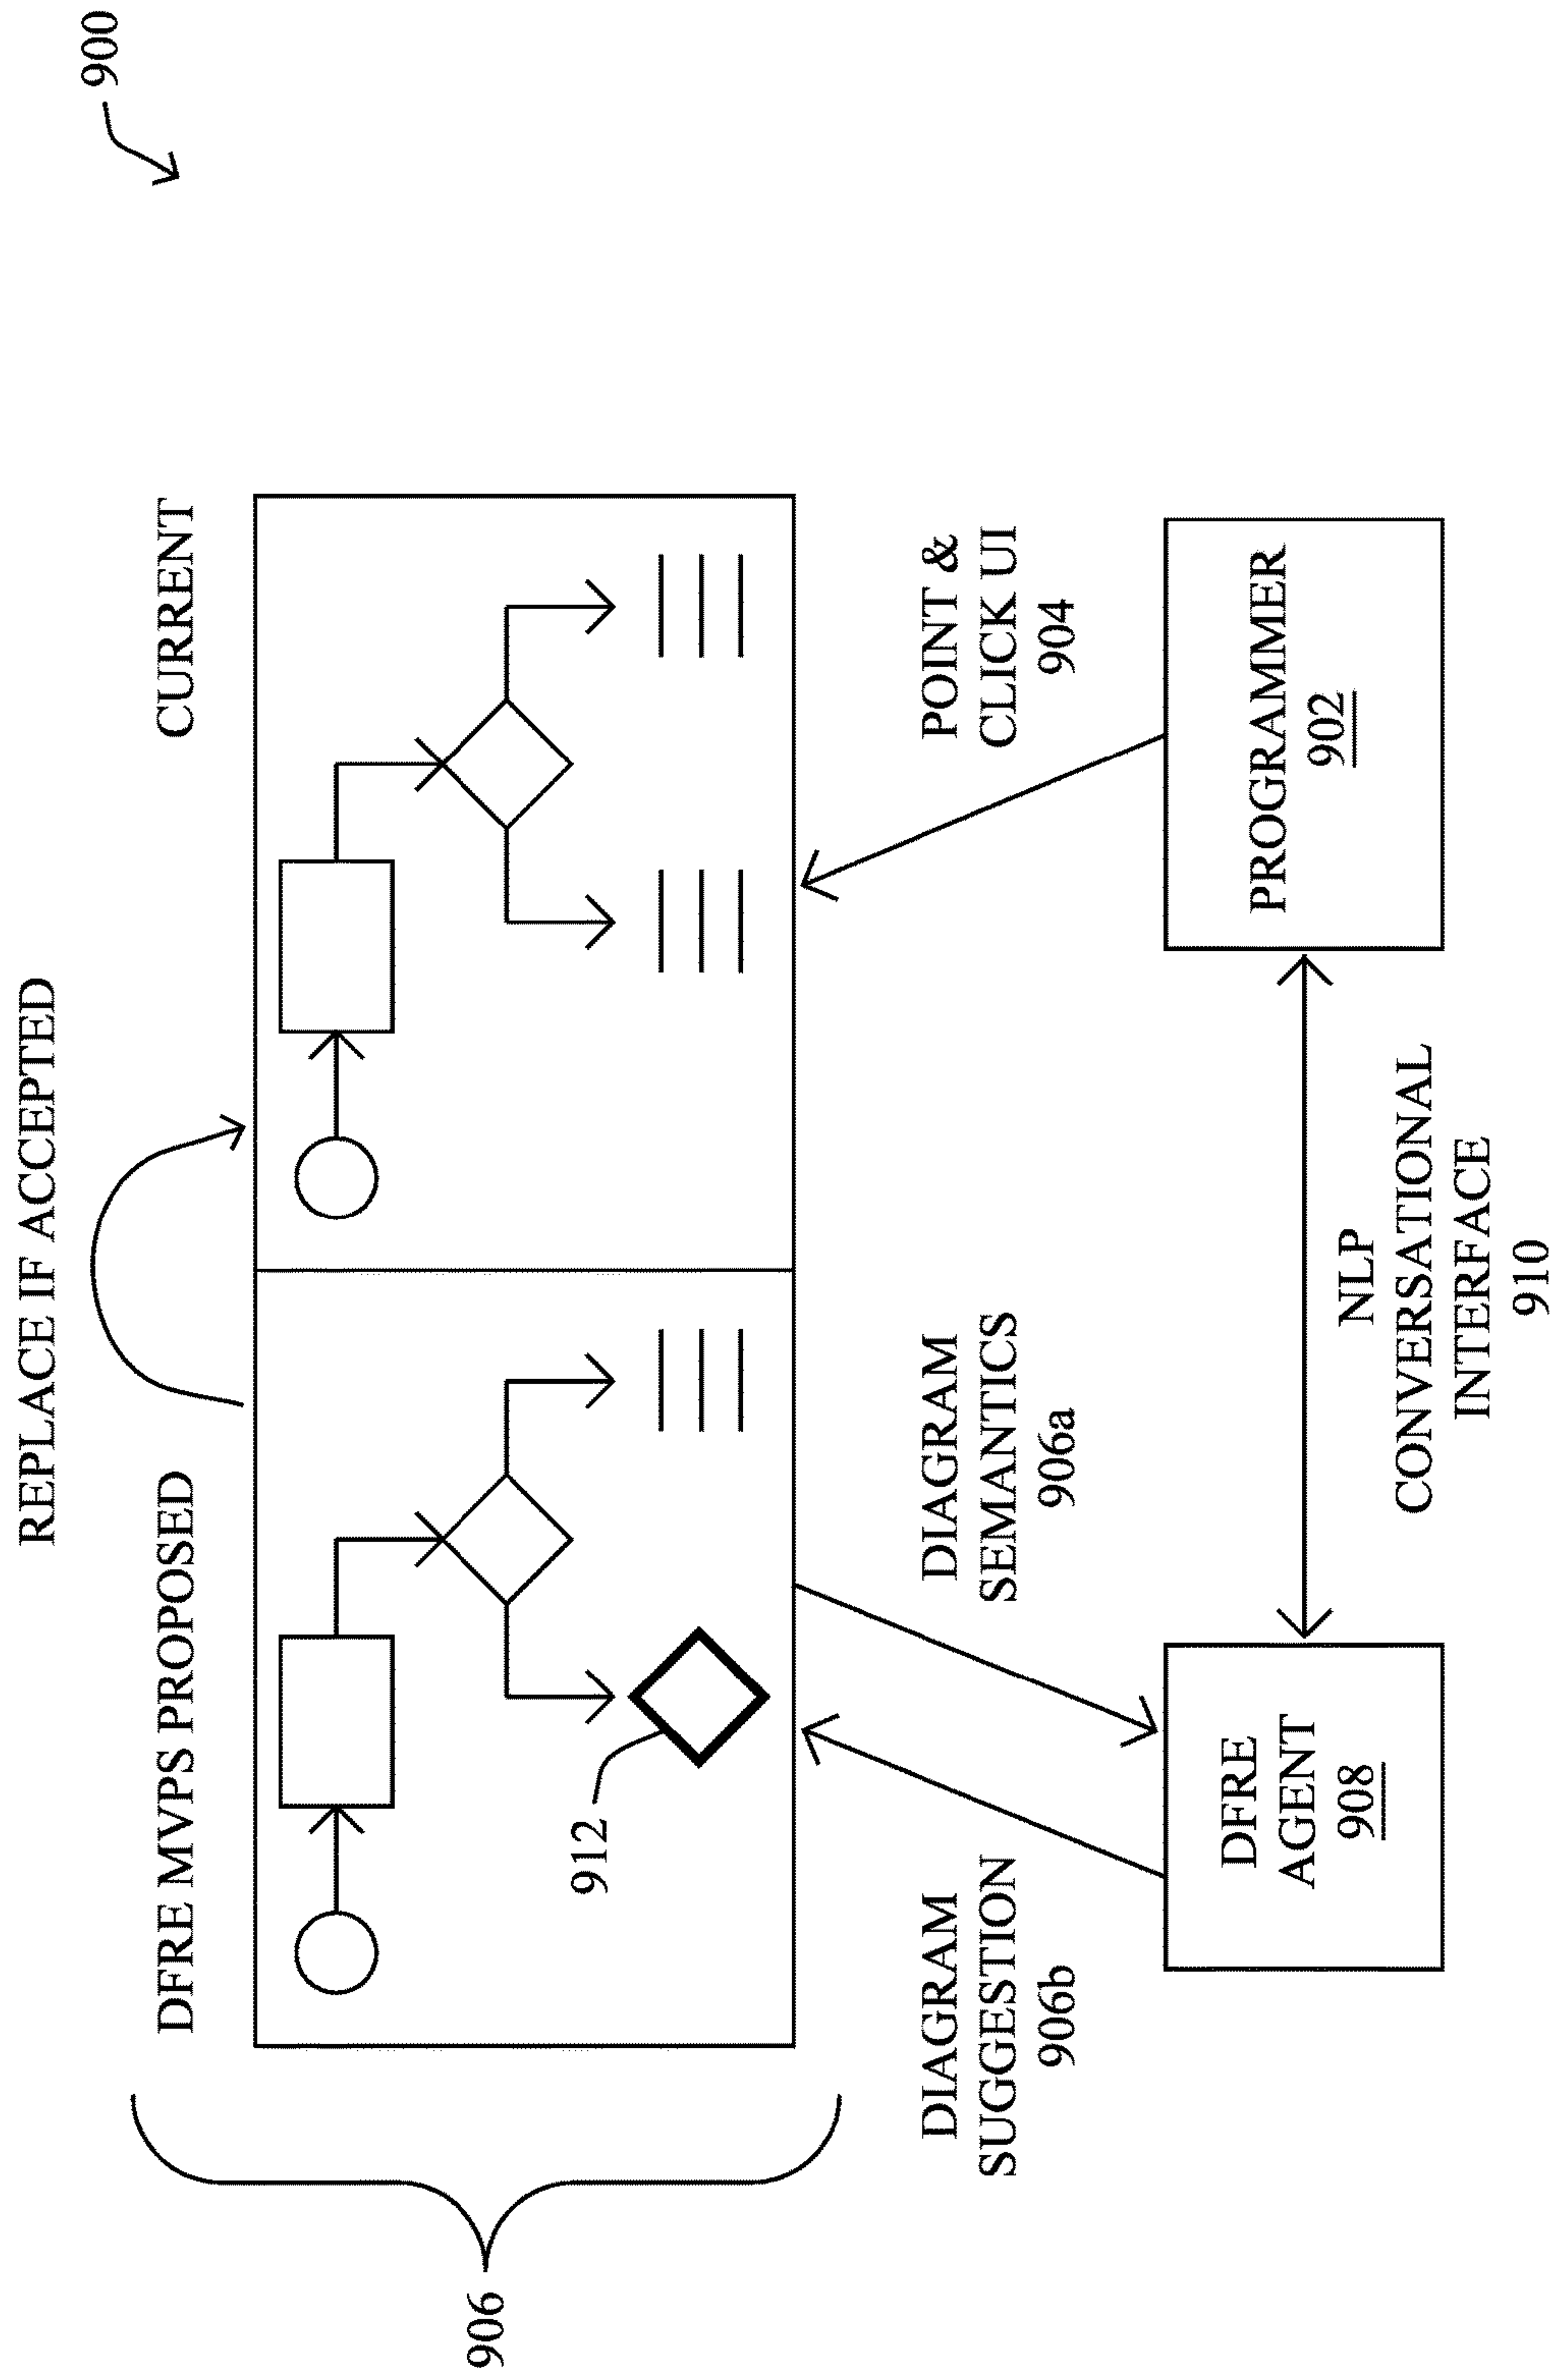 900
REPLACE IF ACCEPTED
DFRE MVPS PROPOSED
CURRENT
906
912
DIAGRAM
SUGGESTION
906b
DIAGRAM
SEMANTICS
906a
POINT &
CLICK UI
904
DFRE
AGENT
908
NLP
CONVERSATIONAL
INTERFACE
910
PROGRAMMER
902